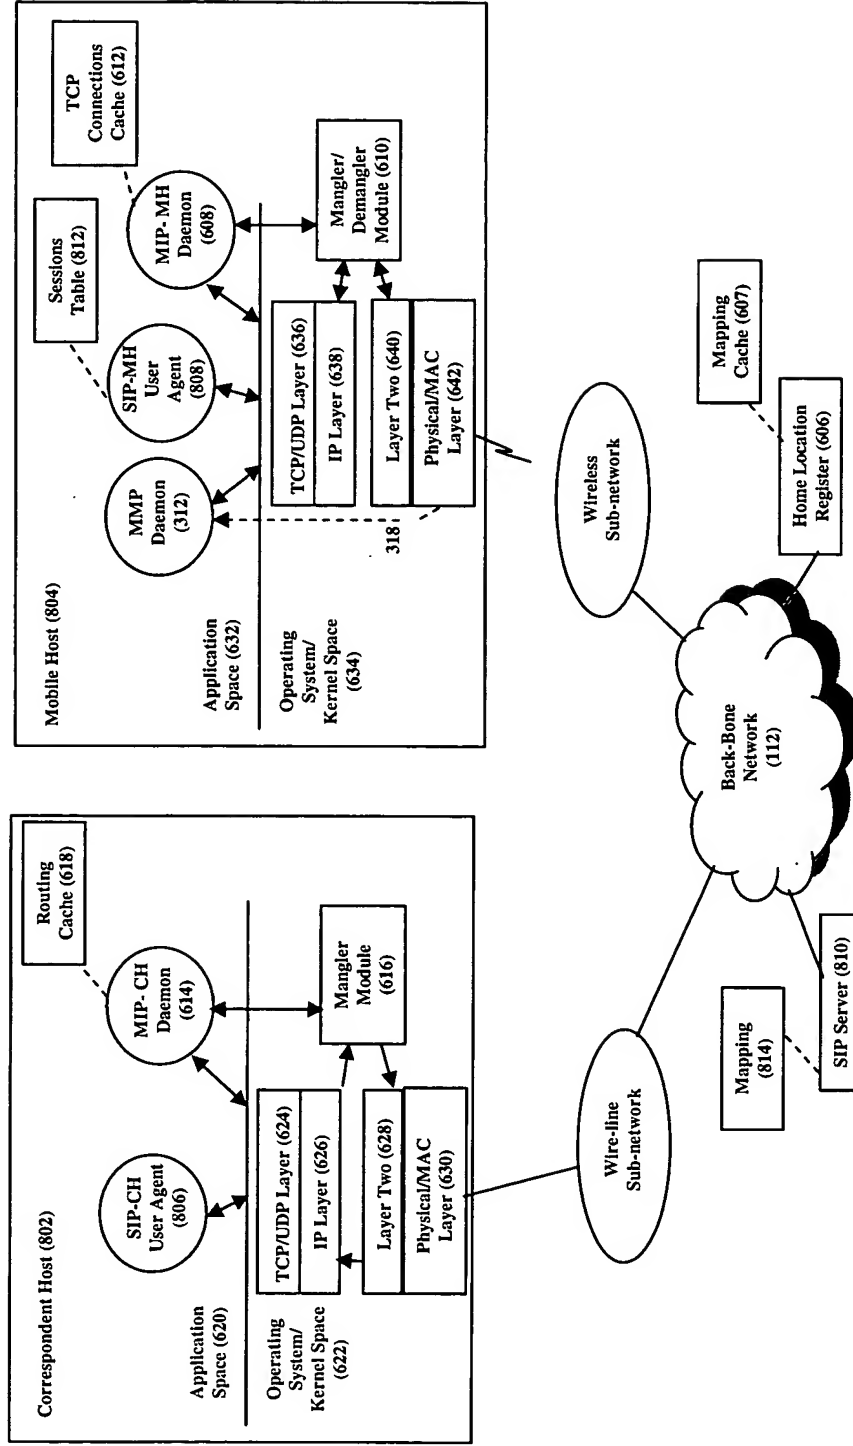 Correspondent Host (802)
SIP-CH
User Agent
(806)
MIP- CH
Daemon
(614)
Routing
Cache (618)
Application
Space (620)
Operating
System/
Kernel Space
(622)
TCP/UDP Layer (624)
IP Layer (626)
Layer Two (628)
Physical/MAC
Layer (630)
Mangler
Module
(616)
Mobile Host (804)
MMP
Daemon
(312)
SIP-MH
User
Agent
(808)
MIP- MH
Daemon
(608)
Sessions
Table (812)
TCP
Connections
Cache (612)
Application
Space (632)
Operating
System/
Kernel Space
(634)
318
TCP/UDP Layer (636)
IP Layer (638)
Layer Two (640)
Physical/MAC
Layer (642)
Mangler/
Demangler
Module (610)
Wire-line
Sub-network
Wireless
Sub-network
Mapping
(814)
SIP Server (810)
Back-Bone
Network
(112)
Mapping
Cache (607)
Home Location
Register (606)